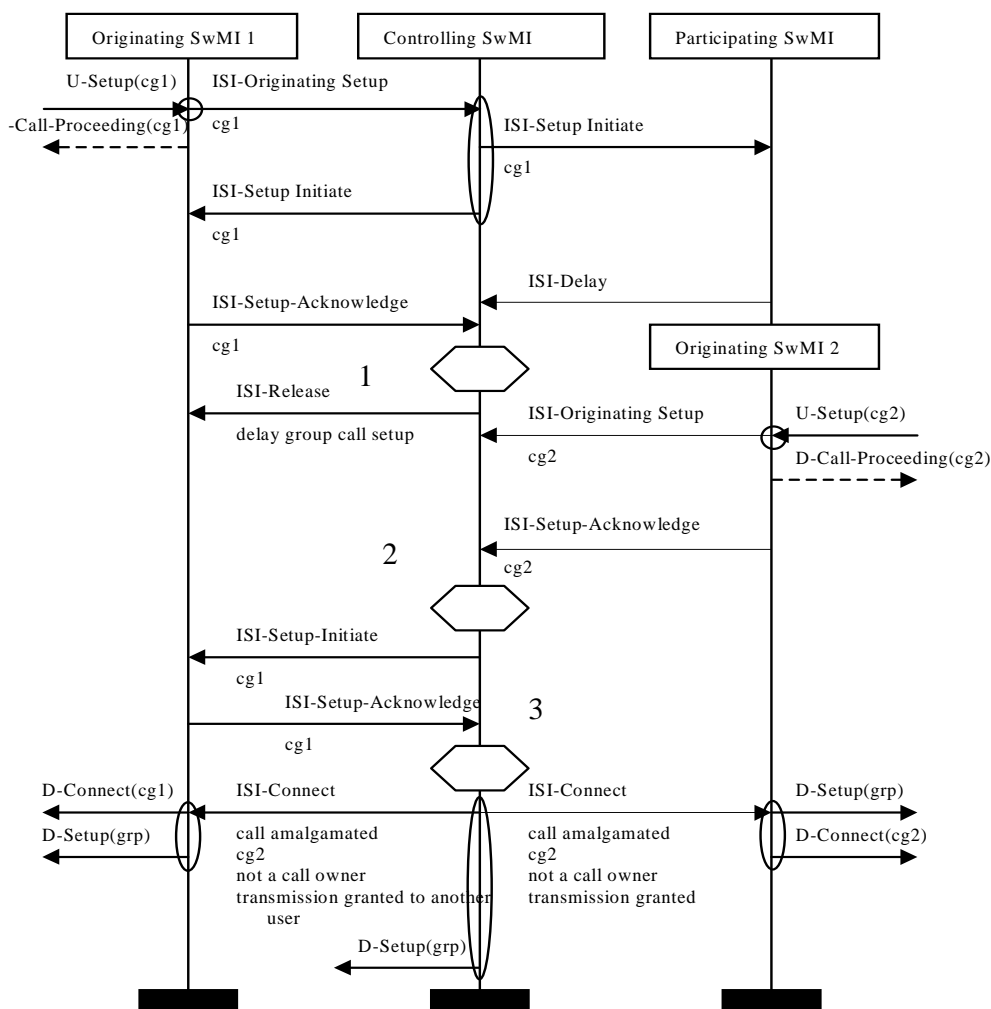 Originating SwMI 1
Controlling SwMI
Participating SwMI
U-Setup(cg1)
ISI-Originating Setup
cg1
-Call-Proceeding(cg1)
ISI-Setup Initiate
cg1
ISI-Setup Initiate
cg1
ISI-Delay
ISI-Setup-Acknowledge
cg1
Originating SwMI 2
1
ISI-Release
delay group call setup
ISI-Originating Setup
cg2
U-Setup(cg2)
D-Call-Proceeding(cg2)
ISI-Setup-Acknowledge
cg2
2
ISI-Setup-Initiate
cg1
ISI-Setup-Acknowledge
cg1
3
D-Connect(cg1)
ISI-Connect
ISI-Connect
D-Setup(grp)
D-Setup(grp)
call amalgamated
cg2
not a call owner
transmission granted to another
user
call amalgamated
cg2
not a call owner
transmission granted
D-Connect(cg2)
D-Setup(grp)